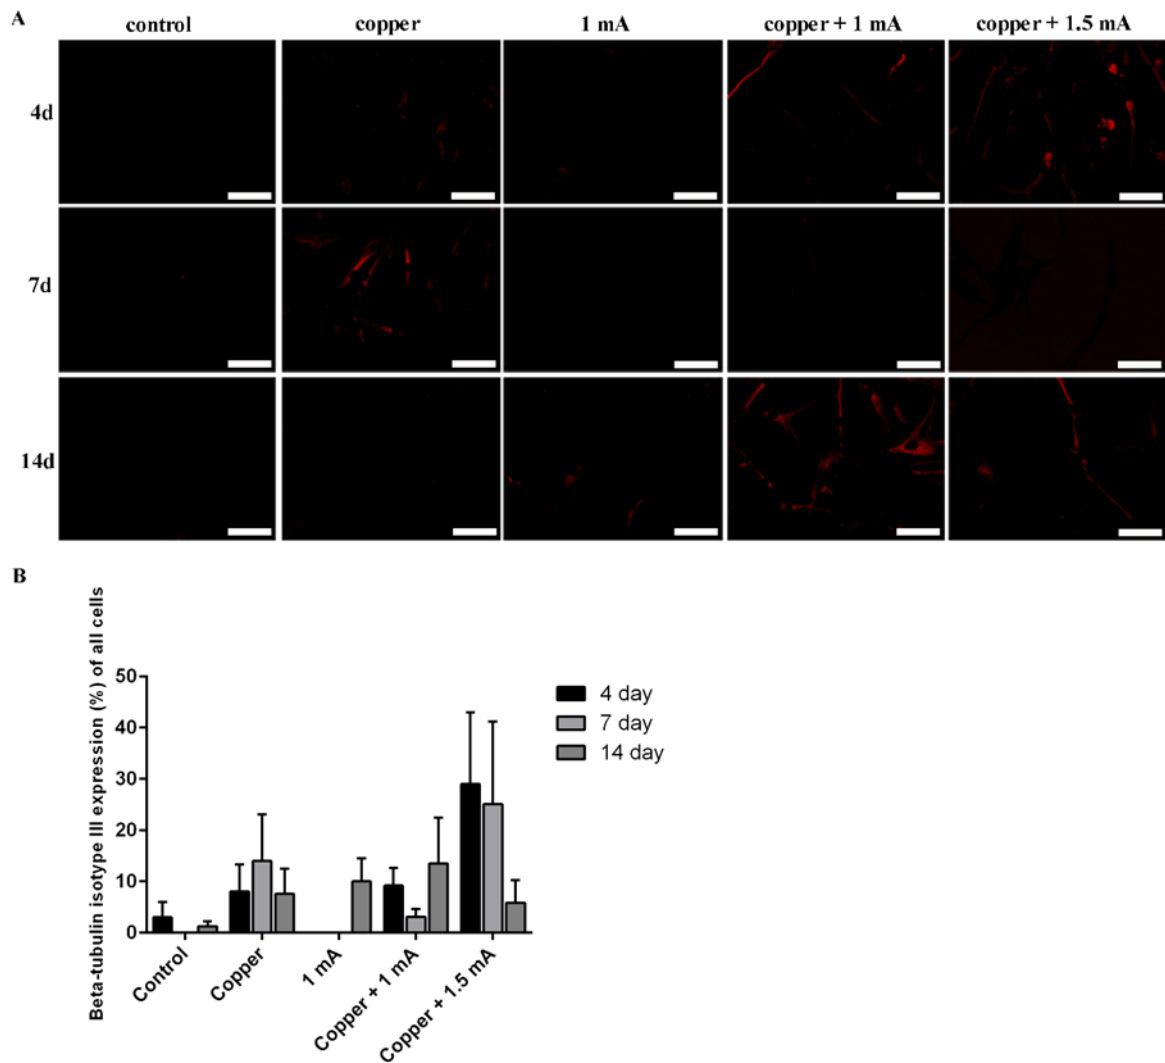 A
control copper 1 mA copper + 1 mA copper + 1.5 mA
4d
7d
14d
B
Beta-tubulin isotype III expression (%) of all cells
50
40
30
20
10
0
4 day
7 day
14 day
Control
Copper
1 mA
Copper + 1 mA
Copper + 1.5 mA